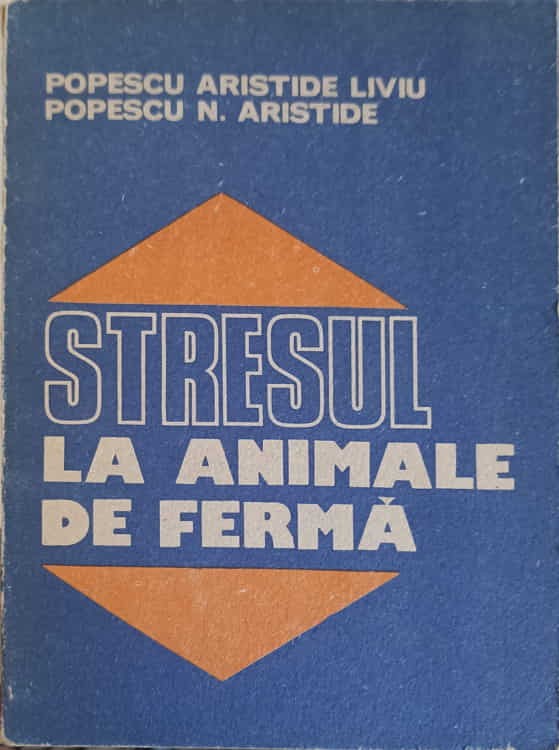 POPESCU ARISTIDE LIVIU
POPESCU N. ARISTIDE
STRESUL
LA ANIMALE
DE FERMĂ